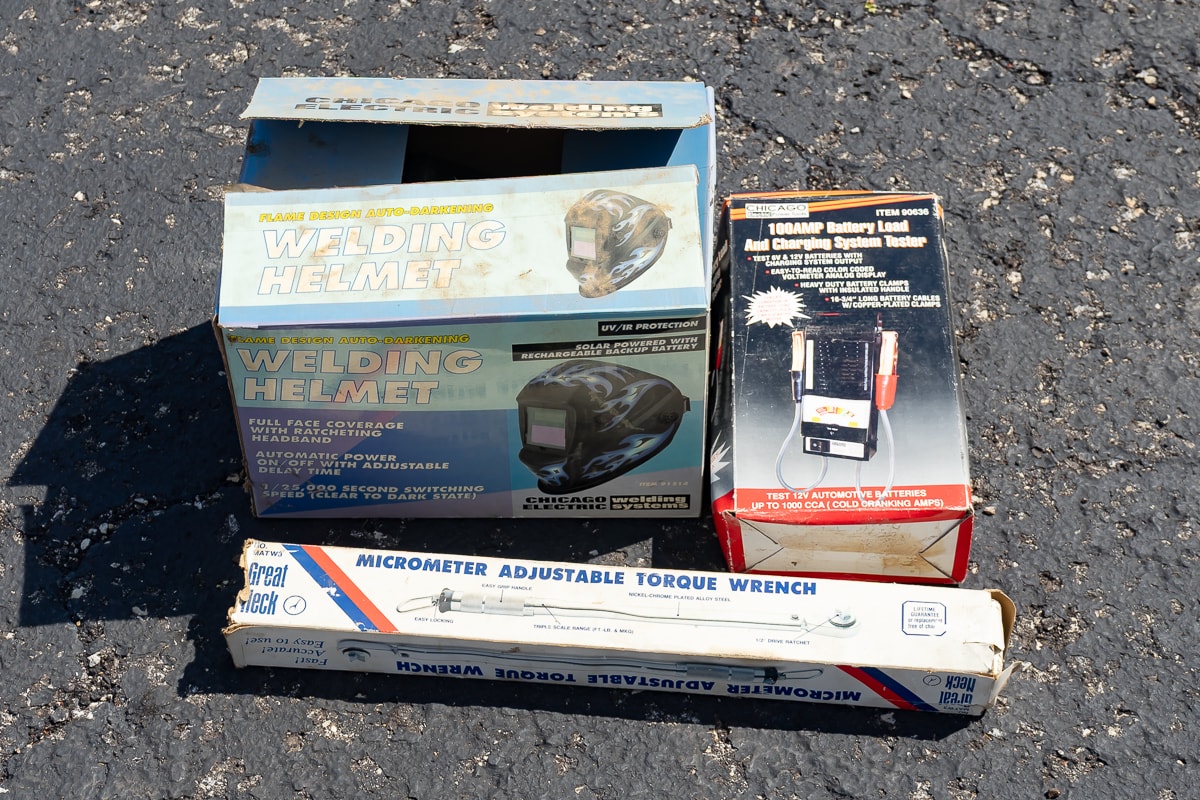 CHICAGO
ELECTRIC welding
systems
FLAME DESIGN AUTO-DARKENING
WELDING
HELMET
UV/IR PROTECTION
SOLAR POWERED WITH
RECHARGEABLE BACKUP BATTERY
FLAME DESIGN AUTO-DARKENING
WELDING
HELMET
FULL FACE COVERAGE
WITH RATCHETING
HEADBAND
AUTOMATIC POWER
ON/OFF WITH ADJUSTABLE
DELAY TIME
1/25,000 SECOND SWITCHING
SPEED (CLEAR TO DARK STATE)
CHICAGO
ELECTRIC welding
systems
CHICAGO
ITEM 90636
100AMP Battery Load
And Charging System Tester
• TEST 6V & 12V BATTERIES WITH
CHARGING SYSTEM OUTPUT
• EASY-TO-READ COLOR CODED
VOLTMETER ANALOG DISPLAY
• HEAVY DUTY BATTERY CLAMPS
WITH INSULATED HANDLE
• 16-3/4" LONG BATTERY CABLES
W/COPPER-PLATED CLAMPS
TEST 12V AUTOMOTIVE BATTERIES
UP TO 1000 CCA (COLD CRANKING AMPS)
NO.
MATW3
Great
Neck
MICROMETER ADJUSTABLE TORQUE WRENCH
EASY GRIP HANDLE
NICKEL-CHROME PLATED ALLOY STEEL
EASY LOCKING
TRIPLE SCALE RANGE (FT-LB. & MKG)
1/2" DRIVE RATCHET
LIFETIME
GUARANTEE
or replacement
free of
Fast!
Accurate!
Easy to use!
MICROMETER ADJUSTABLE TORQUE WRENCH
Great
Neck